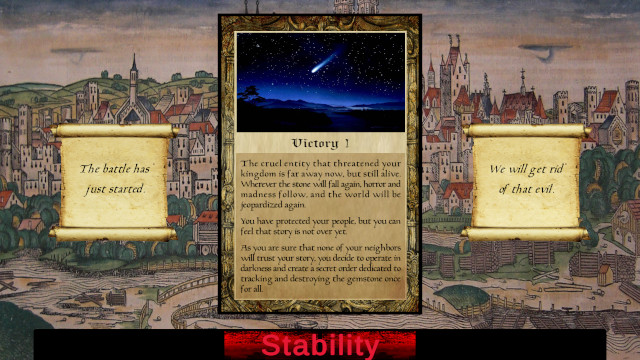 Victory !
The cruel entity that threatened your
kingdom is far away now, but still alive.
Wherever the stone will fall again, horror and
madness follow, and the world will be
jeopardized again.
You have protected your people, but you can
feel that story is not over yet.
As you are sure that none of your neighbors
will trust your story, you decide to operate in
darkness and create a secret order dedicated to
tracking and destroying the gemstone once
for all.
The battle has
just started.
We will get rid
of that evil.
Stability